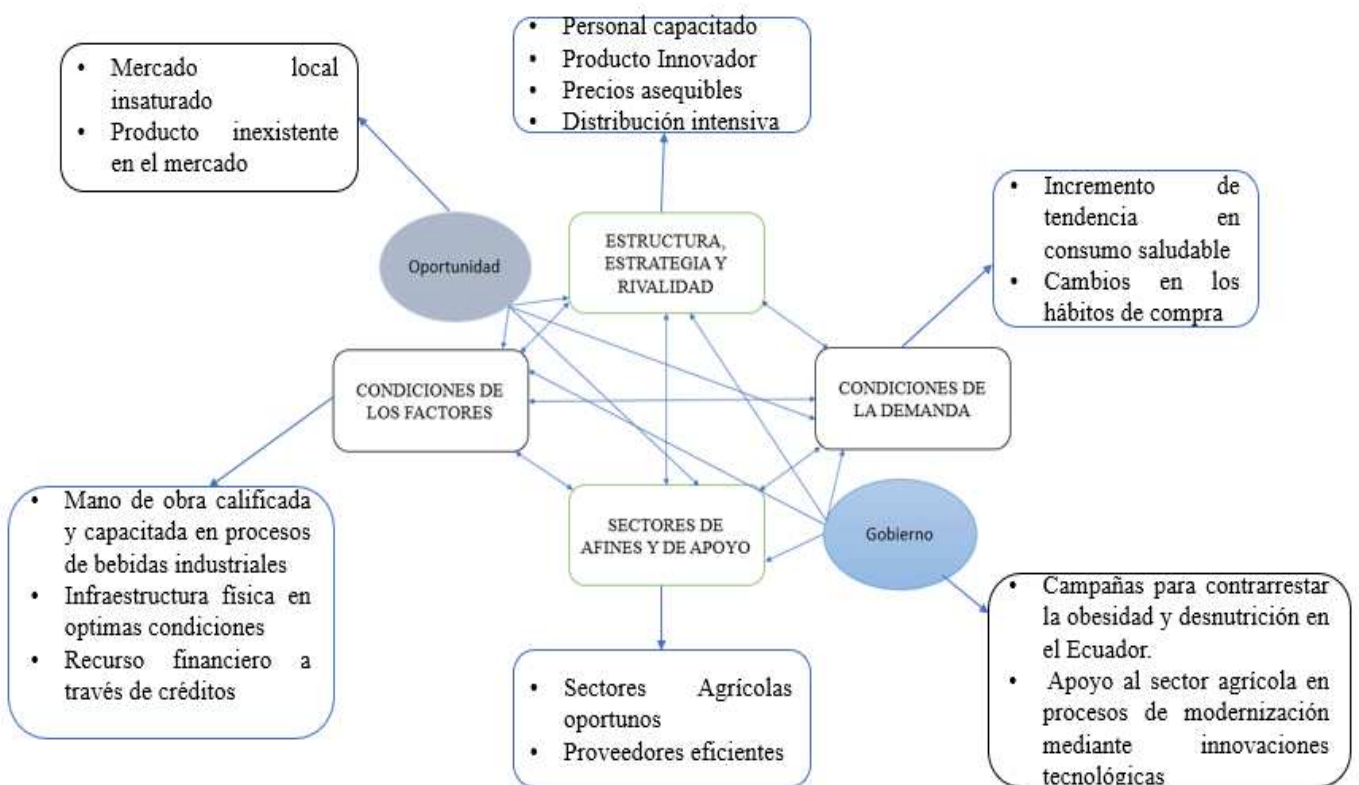 • Personal capacitado
• Producto Innovador
• Precios asequibles
• Distribución intensiva
• Mercado local
insaturado
• Producto inexistente
en el mercado
• Incremento de
tendencia en
consumo saludable
• Cambios en los
hábitos de compra
Oportunidad
ESTRUCTURA,
ESTRATEGIA Y
RIVALIDAD
CONDICIONES DE
LOS FACTORES
CONDICIONES DE
LA DEMANDA
SECTORES DE
AFINES Y DE APOYO
Gobierno
• Mano de obra calificada
y capacitada en procesos
de bebidas industriales
• Infraestructura física en
optimas condiciones
• Recurso financiero a
través de créditos
• Sectores Agrícolas
oportunos
• Proveedores eficientes
• Campañas para contrarrestar
la obesidad y desnutrición en
el Ecuador.
• Apoyo al sector agrícola en
procesos de modernización
mediante innovaciones
tecnológicas